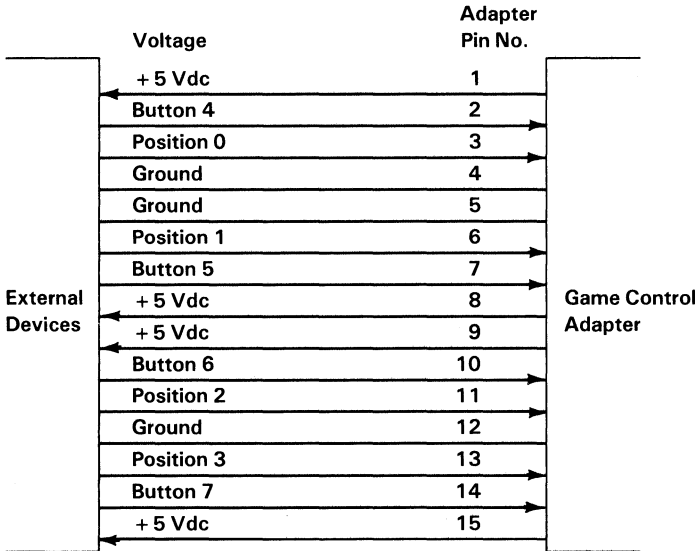 Adapter
Voltage Pin No.
+ 5 Vdc 1
Button 4 2
Position 0 3
Ground 4
Ground 5
Position 1 6
Button 5 7
External Devices
+ 5 Vdc 8
Game Control Adapter
+ 5 Vdc 9
Button 6 10
Position 2 11
Ground 12
Position 3 13
Button 7 14
+ 5 Vdc 15